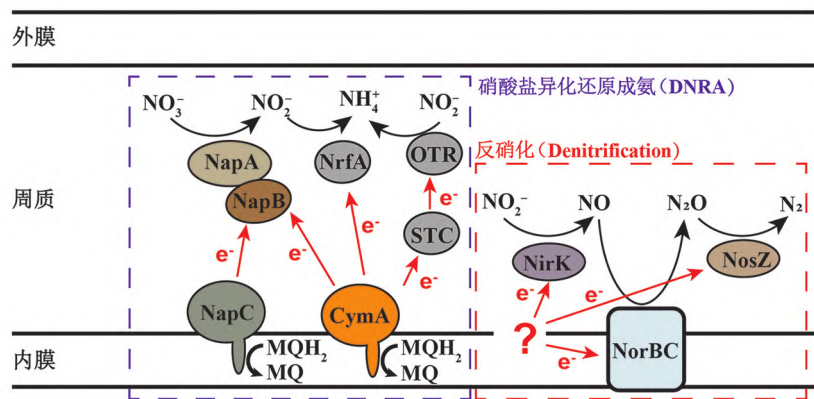 外膜
硝酸盐异化还原成氨（DNRA）
NO₃⁻ NO₂⁻ NH₄⁺ NO₂⁻
反硝化（Denitrification）
NapA NrfA OTR
周质
NapB e⁻ NO₂⁻ NO N₂O N₂
e⁻ e⁻ e⁻ STC
NirK NosZ
e⁻ e⁻ e⁻
NapC CymA
? NorBC
e⁻
内膜
MQH₂ MQH₂
MQ MQ